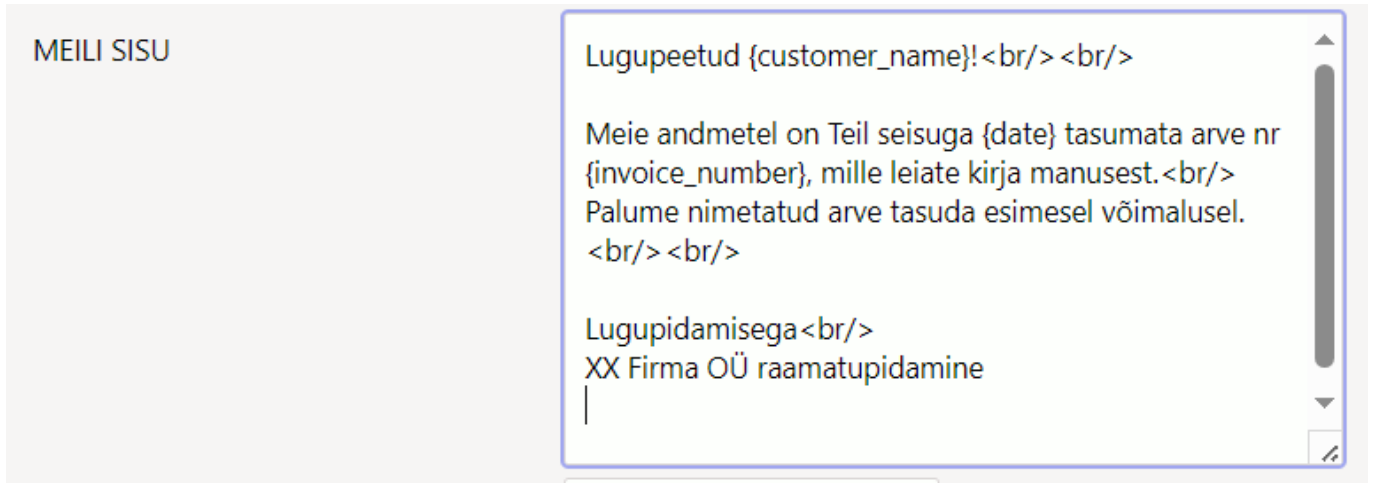 MEILI SISU
Lugupeetud {customer_name}!<br/><br/>
Meie andmetel on Teil seisuga {date} tasumata arve nr
{invoice_number}, mille leiate kirja manusest.<br/>
Palume nimetatud arve tasuda esimesel võimalusel.
<br/><br/>
Lugupidamisega<br/>
XX Firma OÜ raamatupidamine